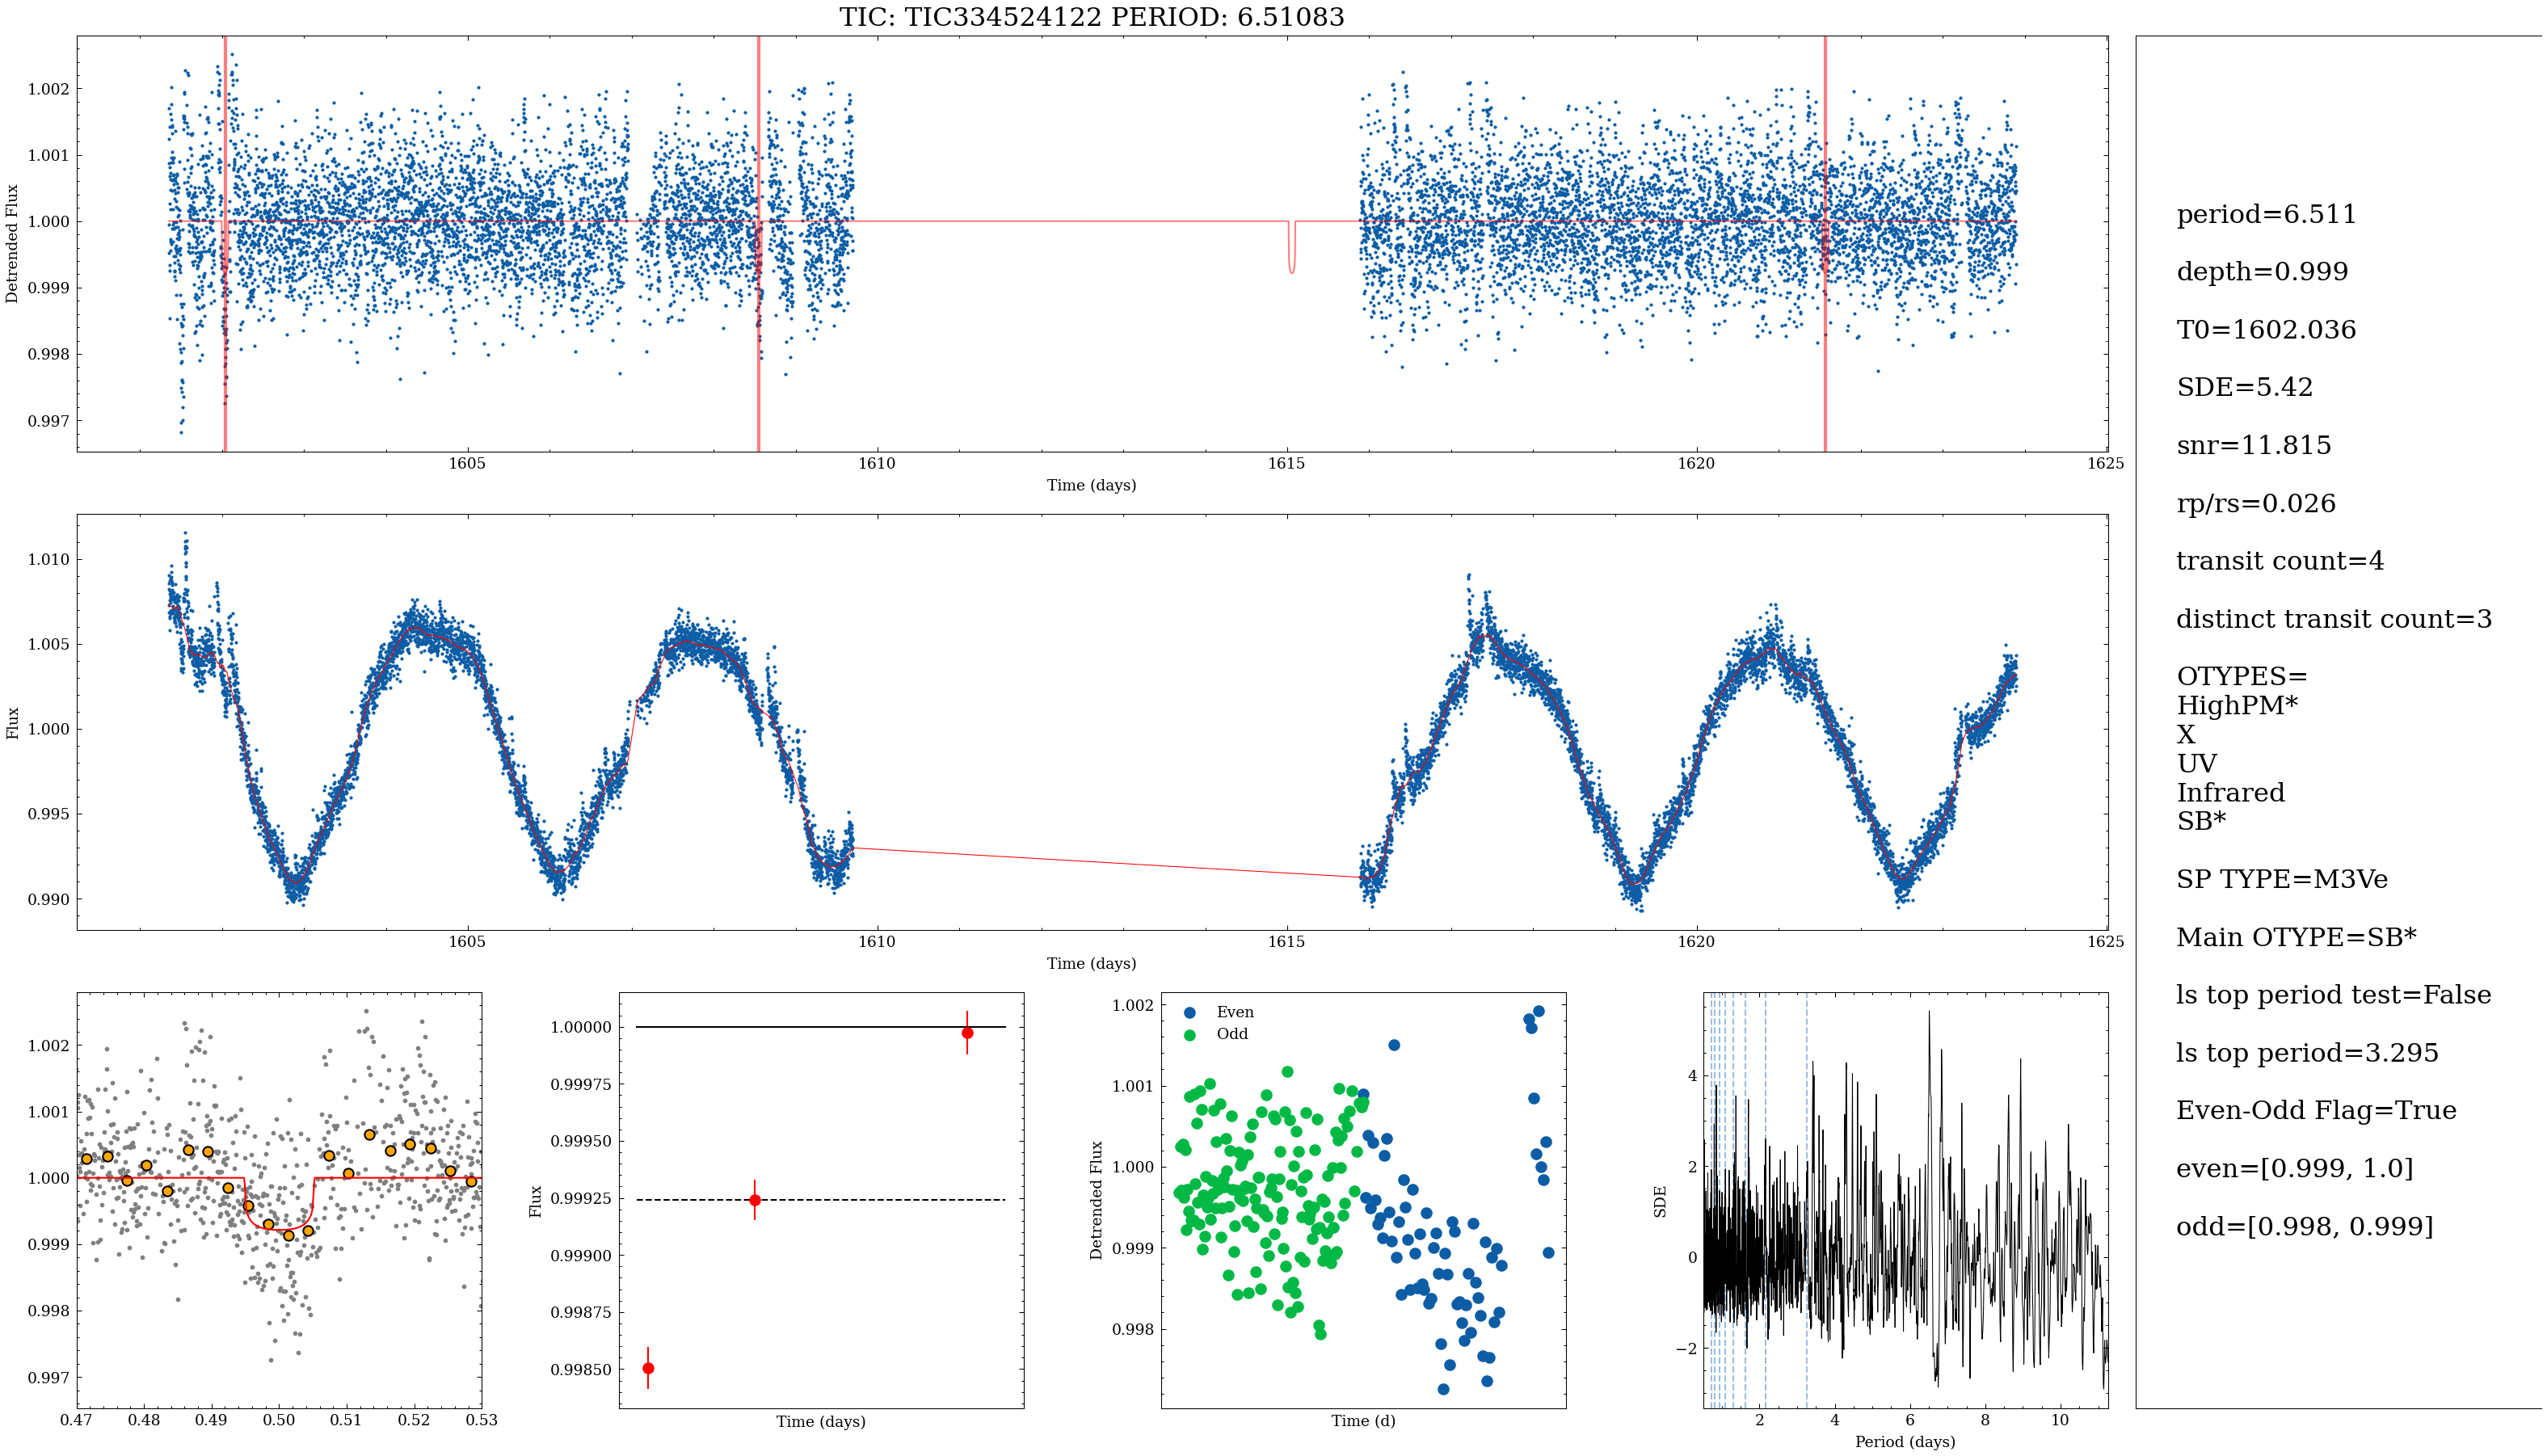 TIC: TIC334524122 PERIOD: 6.51083
Detrended Flux
1.002
1.001
1.000
0.999
0.998
0.997
1605
1610
1615
1620
1625
Time (days)
Flux
1.010
1.005
1.000
0.995
0.990
1605
1610
1615
1620
1625
Time (days)
1.002
1.001
1.000
0.999
0.998
0.997
0.47
0.48
0.49
0.50
0.51
0.52
0.53
Flux
1.00000
0.99975
0.99950
0.99925
0.99900
0.99875
0.99850
Time (days)
Detrended Flux
1.002
1.001
1.000
0.999
0.998
Even
Odd
Time (d)
SDE
4
2
0
−2
2
4
6
8
10
Period (days)
period=6.511
depth=0.999
T0=1602.036
SDE=5.42
snr=11.815
rp/rs=0.026
transit count=4
distinct transit count=3
OTYPES=
HighPM*
X
UV
Infrared
SB*
SP TYPE=M3Ve
Main OTYPE=SB*
ls top period test=False
ls top period=3.295
Even-Odd Flag=True
even=[0.999, 1.0]
odd=[0.998, 0.999]